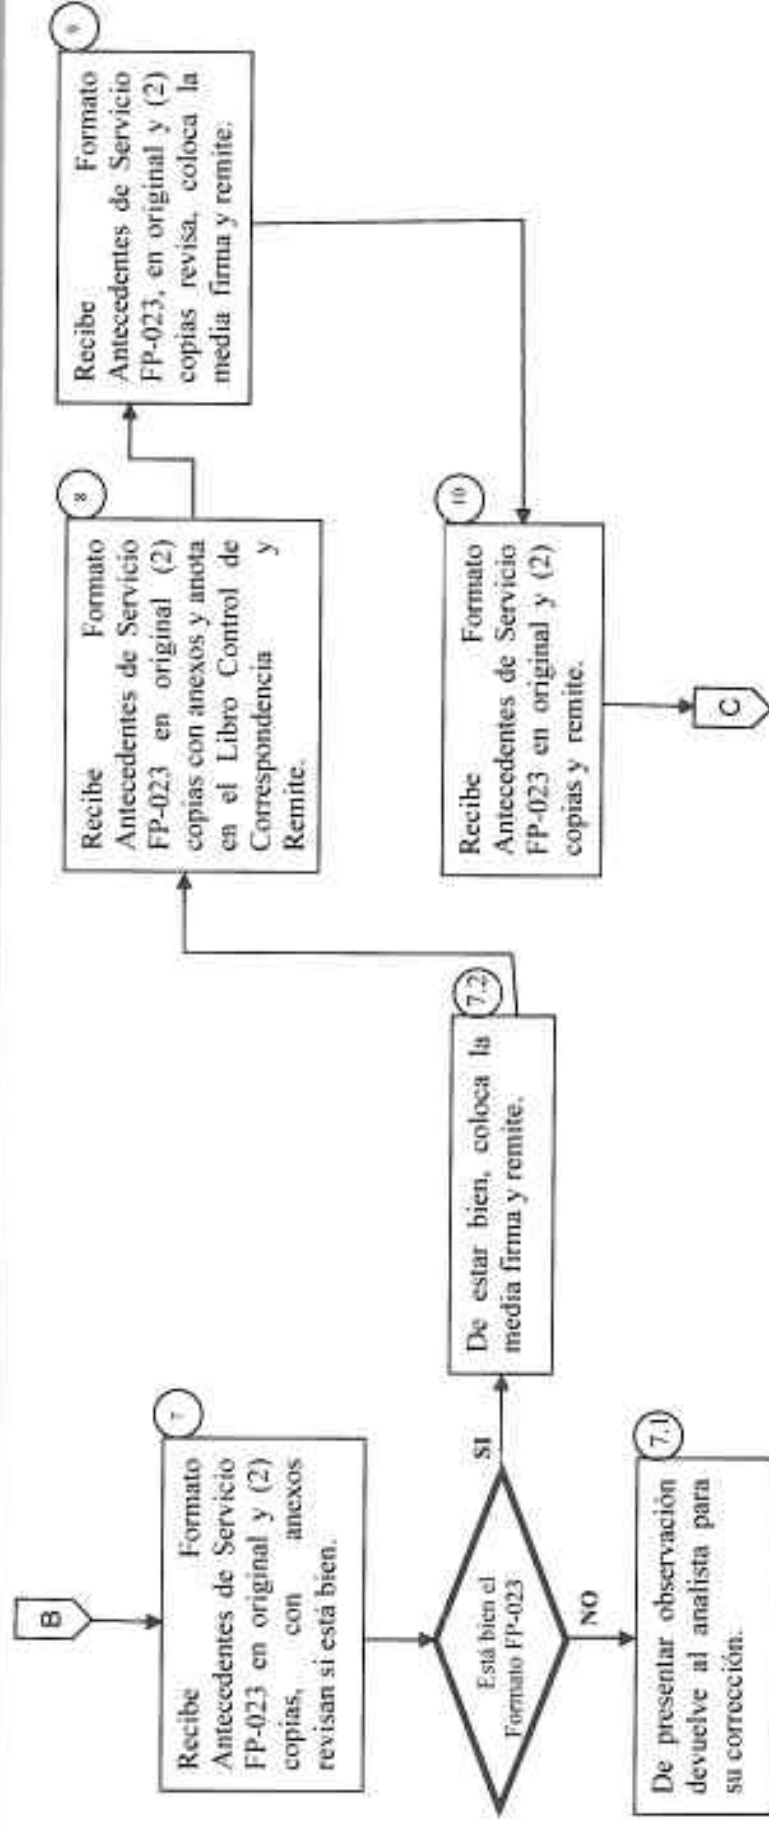 B
7
Recibe Formato
Antecedentes de Servicio
FP-023 en original y (2)
copias, con anexos
revisan si está bien.
Está bien el
Formato FP-023
SI
NO
7.1
De presentar observación
devuelve al analista para
su corrección.
7.2
De estar bien, coloca la
media firma y remite.
8
Recibe Formato
Antecedentes de Servicio
FP-023 en original (2)
copias con anexos y anota
en el Libro Control de
Correspondencia y
Remite.
9
Recibe Formato
Antecedentes de Servicio
FP-023, en original y (2)
copias revisa, coloca la
media firma y remite.
10
Recibe Formato
Antecedentes de Servicio
FP-023 en original y (2)
copias y remite.
C